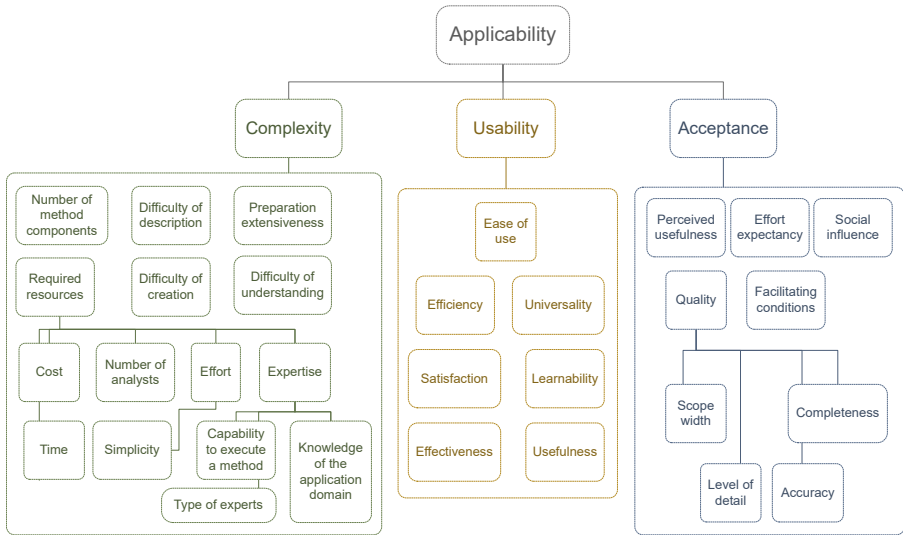 Applicability
Complexity
Usability
Acceptance
Number of
method
components
Difficulty of
description
Preparation
extensiveness
Required
resources
Difficulty of
creation
Difficulty of
understanding
Cost
Number of
analysts
Effort
Expertise
Time
Simplicity
Capability
to execute
a method
Knowledge
of the
application
domain
Type of experts
Ease of
use
Efficiency
Universality
Satisfaction
Learnability
Effectiveness
Usefulness
Perceived
usefulness
Effort
expectancy
Social
influence
Quality
Facilitating
conditions
Scope
width
Completeness
Level of
detail
Accuracy